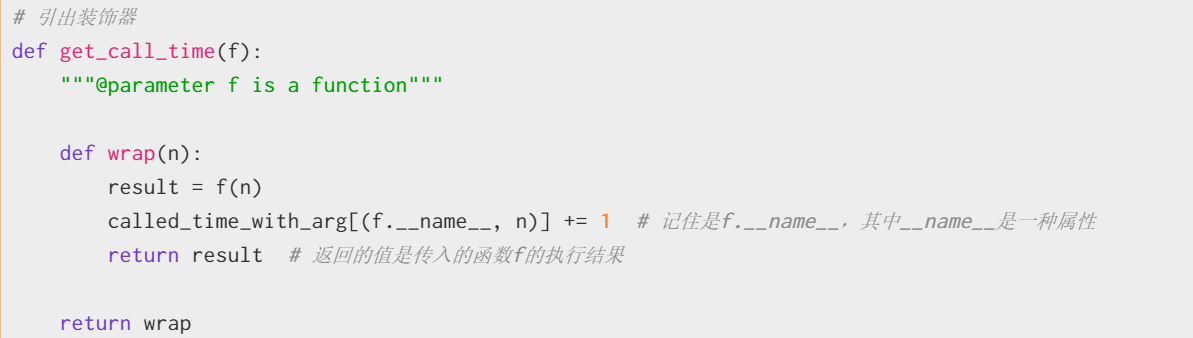 # 引出装饰器
def get_call_time(f):
    """@parameter f is a function"""

    def wrap(n):
        result = f(n)
        called_time_with_arg[(f.__name__, n)] += 1  # 记住是f.__name__，其中__name__是一种属性
        return result  # 返回的值是传入的函数f的执行结果

    return wrap